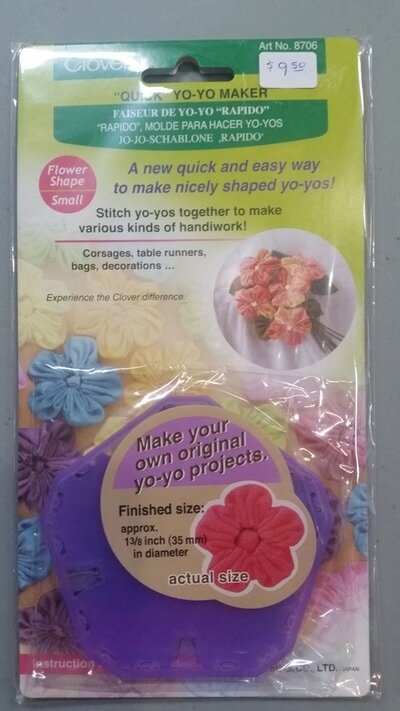 Art No. 8706
Clover
$9.50
"QUICK" YO-YO MAKER
FAISEUR DE YO-YO "RAPIDO"
"RAPIDO", MOLDE PARA HACER YO-YOS
JO-JO-SCHABLONE ‚RAPIDO'
Flower
Shape
Small
A new quick and easy way
to make nicely shaped yo-yos!
Stitch yo-yos together to make
various kinds of handiwork!
Corsages, table runners,
bags, decorations ...
Experience the Clover difference.
Make your
own original
yo-yo projects.
Finished size:
approx.
1 3/8 inch (35 mm)
in diameter
actual size
Instruction
CO., LTD. JAPAN